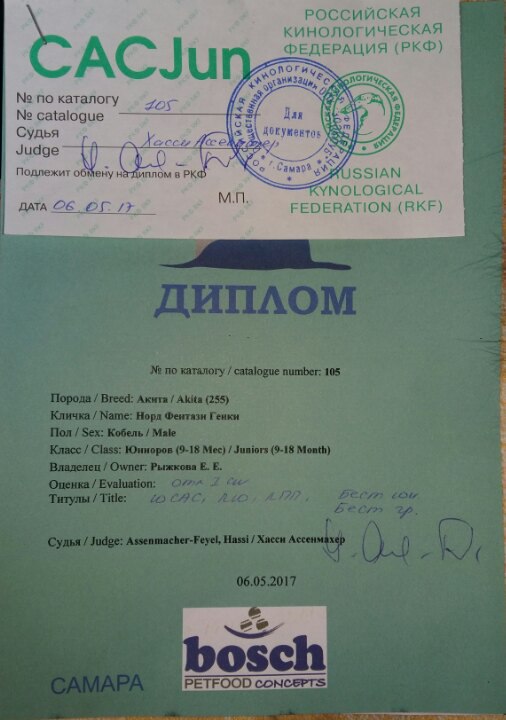 CACJun
РОССИЙСКАЯ
КИНОЛОГИЧЕСКАЯ
ФЕДЕРАЦИЯ (РКФ)
№ по каталогу
№ catalogue 105
Судья
Judge Хасси Ассенмахер
Подлежит обмену на диплом в РКФ
М.П.
ДАТА 06.05.17
Для
документов
г. Самара
RUSSIAN
KYNOLOGICAL
FEDERATION (RKF)
ДИПЛОМ
№ по каталогу / catalogue number: 105
Порода / Breed: Акита / Akita (255)
Кличка / Name: Норд Фентази Генки
Пол / Sex: Кобель / Male
Класс / Class: Юниоров (9-18 Мес) / Juniors (9-18 Month)
Владелец / Owner: Рыжкова Е. Е.
Оценка / Evaluation: отл 1 CW
Титулы / Title: ЮСАС, ЛЮ, ЛПП, Бест юн
Бест гр.
Судья / Judge: Assenmacher-Feyel, Hassi / Хасси Ассенмахер
06.05.2017
bosch
PETFOOD CONCEPTS
САМАРА